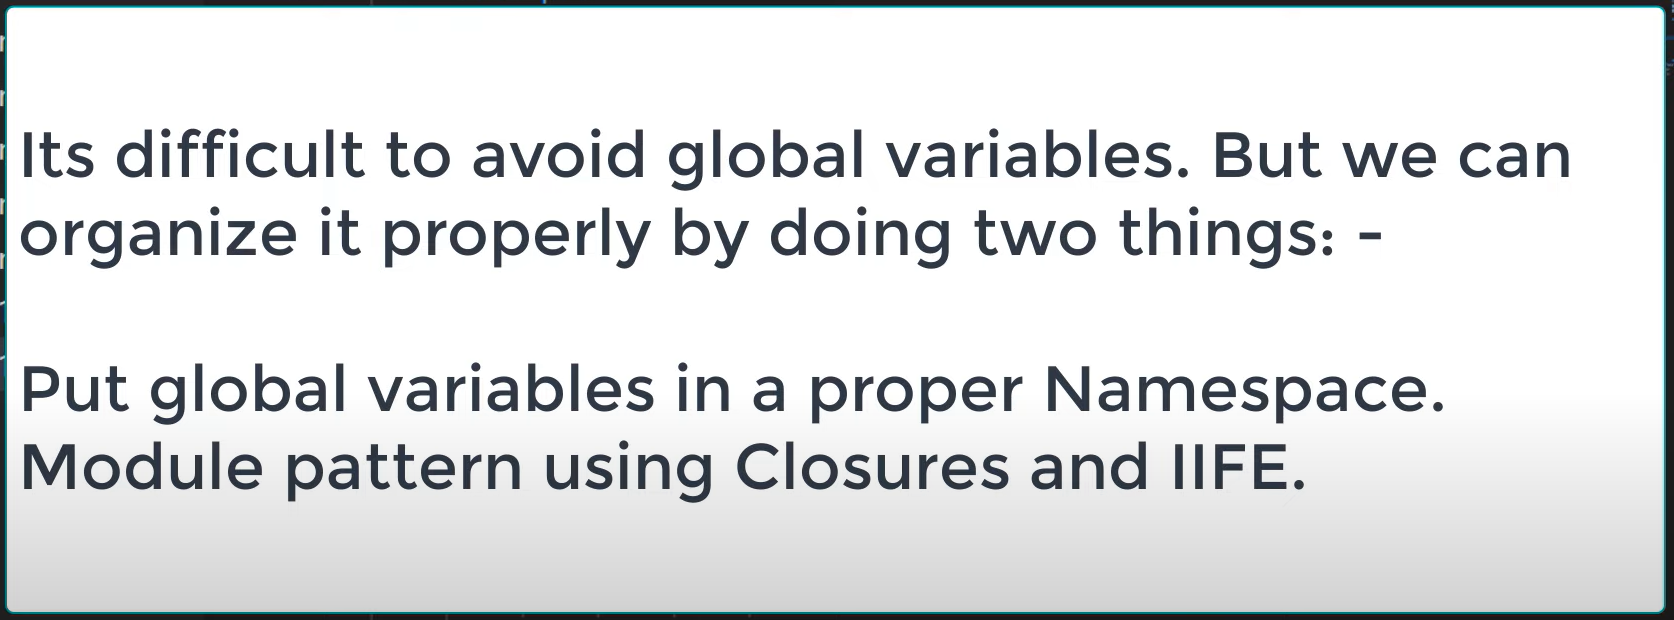 Its difficult to avoid global variables. But we can
organize it properly by doing two things: -
Put global variables in a proper Namespace.
Module pattern using Closures and IIFE.